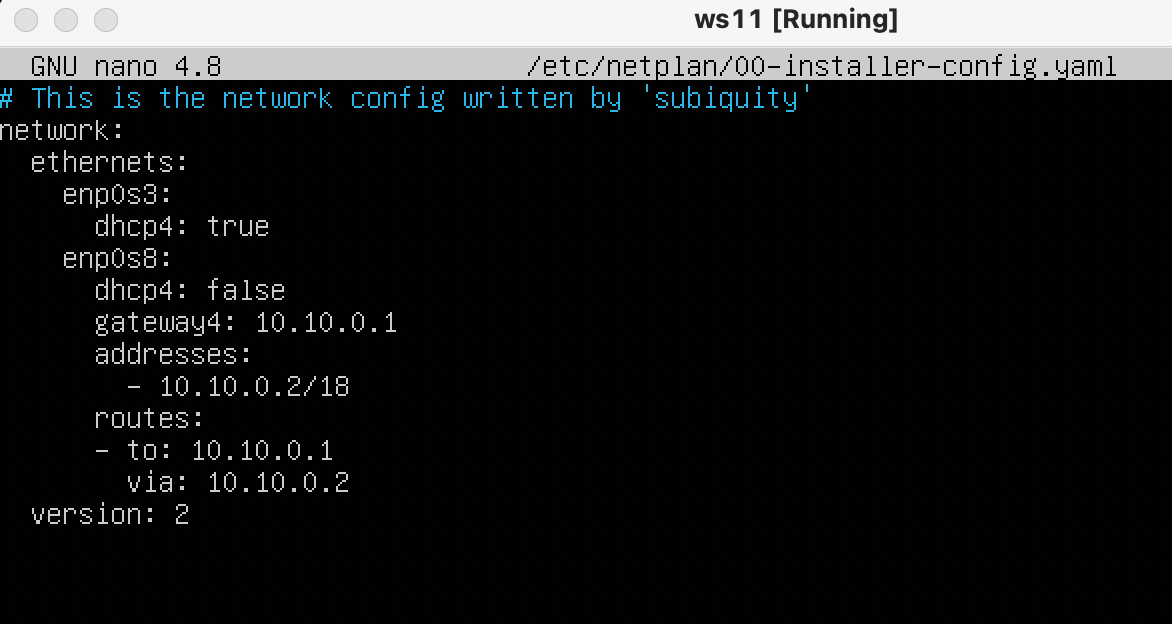 ws11 [Running]
GNU nano 4.8 /etc/netplan/00-installer-config.yaml
# This is the network config written by 'subiquity'
network:
  ethernets:
    enp0s3:
      dhcp4: true
    enp0s8:
      dhcp4: false
      gateway4: 10.10.0.1
      addresses:
        - 10.10.0.2/18
      routes:
      - to: 10.10.0.1
        via: 10.10.0.2
  version: 2